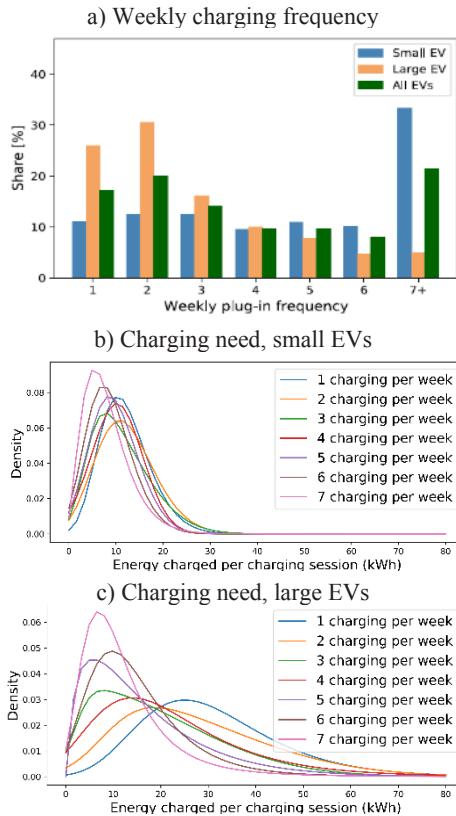 a) Weekly charging frequency
Small EV
Large EV
All EVs
40
30
20
10
0
Share [%]
1 2 3 4 5 6 7+
Weekly plug-in frequency
b) Charging need, small EVs
1 charging per week
2 charging per week
3 charging per week
4 charging per week
5 charging per week
6 charging per week
7 charging per week
0.08
0.06
0.04
0.02
0.00
Density
0 10 20 30 40 50 60 70 80
Energy charged per charging session (kWh)
c) Charging need, large EVs
1 charging per week
2 charging per week
3 charging per week
4 charging per week
5 charging per week
6 charging per week
7 charging per week
0.06
0.05
0.04
0.03
0.02
0.01
0.00
Density
0 10 20 30 40 50 60 70 80
Energy charged per charging session (kWh)